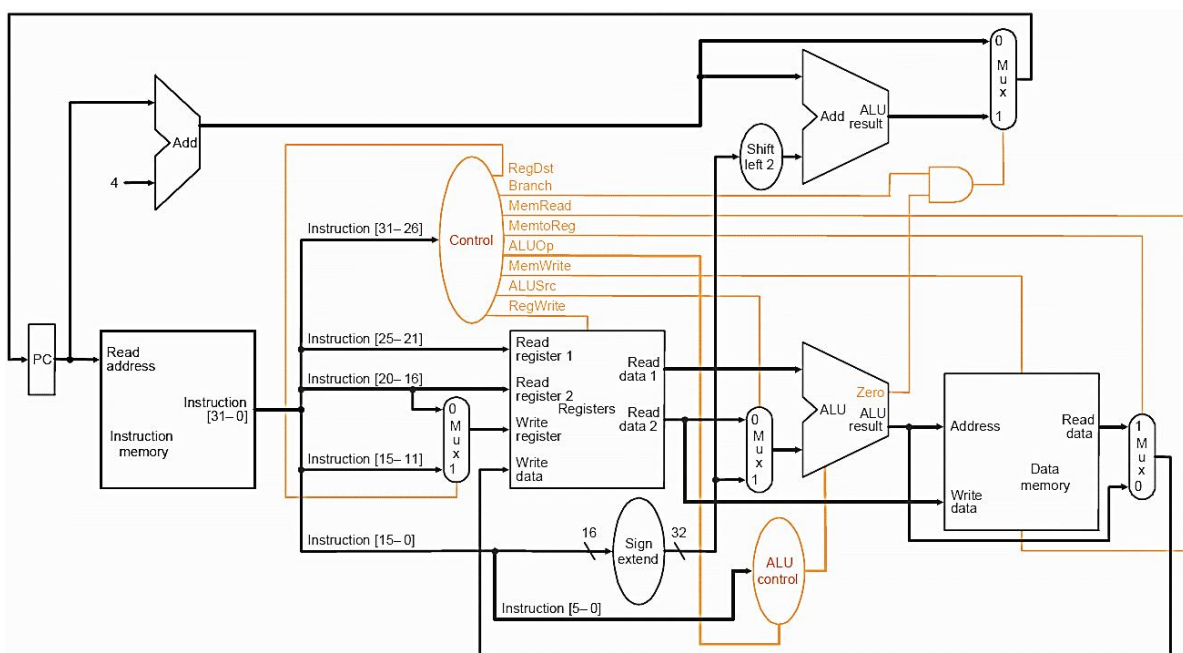 0
M
u
x
1
Add
ALU
result
Add
Shift
left 2
4
RegDst
Branch
MemRead
MemtoReg
ALUOp
MemWrite
ALUSrc
RegWrite
Control
Instruction [31–26]
Instruction [25–21]
Instruction [20–16]
Instruction [15–11]
Instruction [15–0]
Instruction [5–0]
PC
Read
address
Instruction
[31–0]
Instruction
memory
0
M
u
x
1
Read
register 1
Read
register 2
Write
register
Write
data
Registers
Read
data 1
Read
data 2
0
M
u
x
1
Zero
ALU
ALU
result
Address
Write
data
Read
data
Data
memory
1
M
u
x
0
16
Sign
extend
32
ALU
control